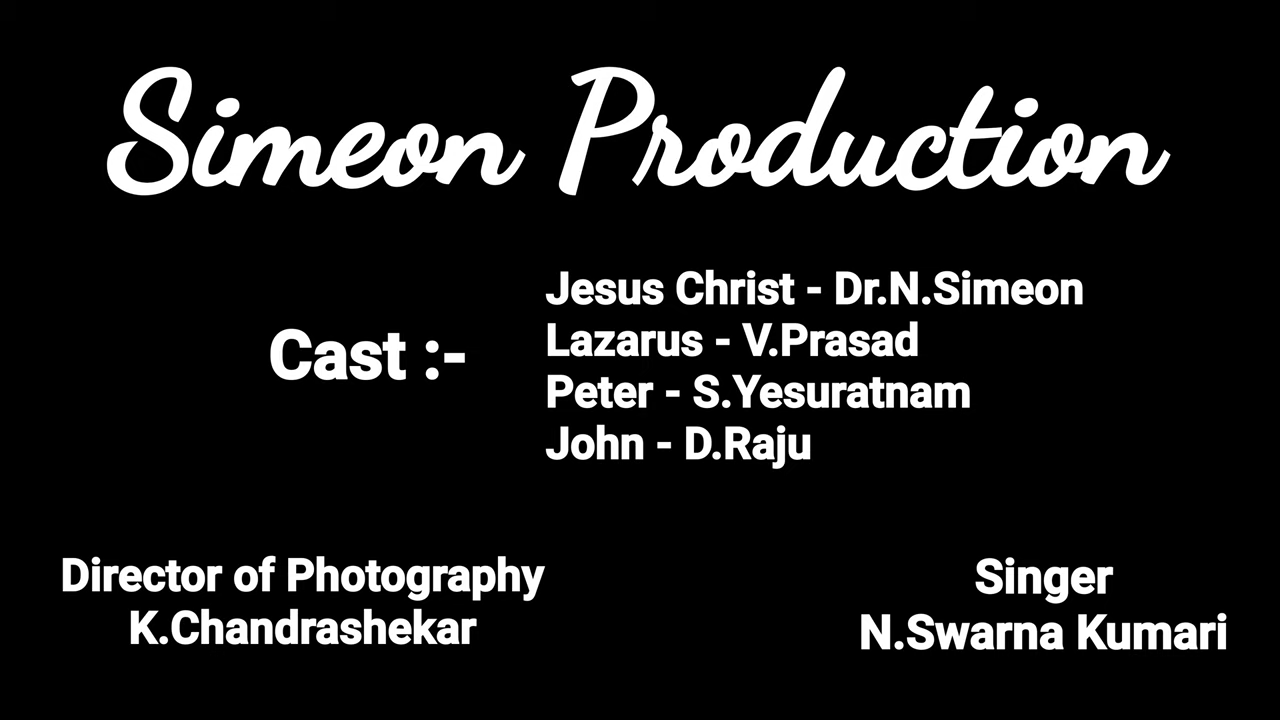 Simeon Production
Cast :-
Jesus Christ - Dr.N.Simeon
Lazarus - V.Prasad
Peter - S.Yesuratnam
John - D.Raju
Director of Photography
K.Chandrashekar
Singer
N.Swarna Kumari